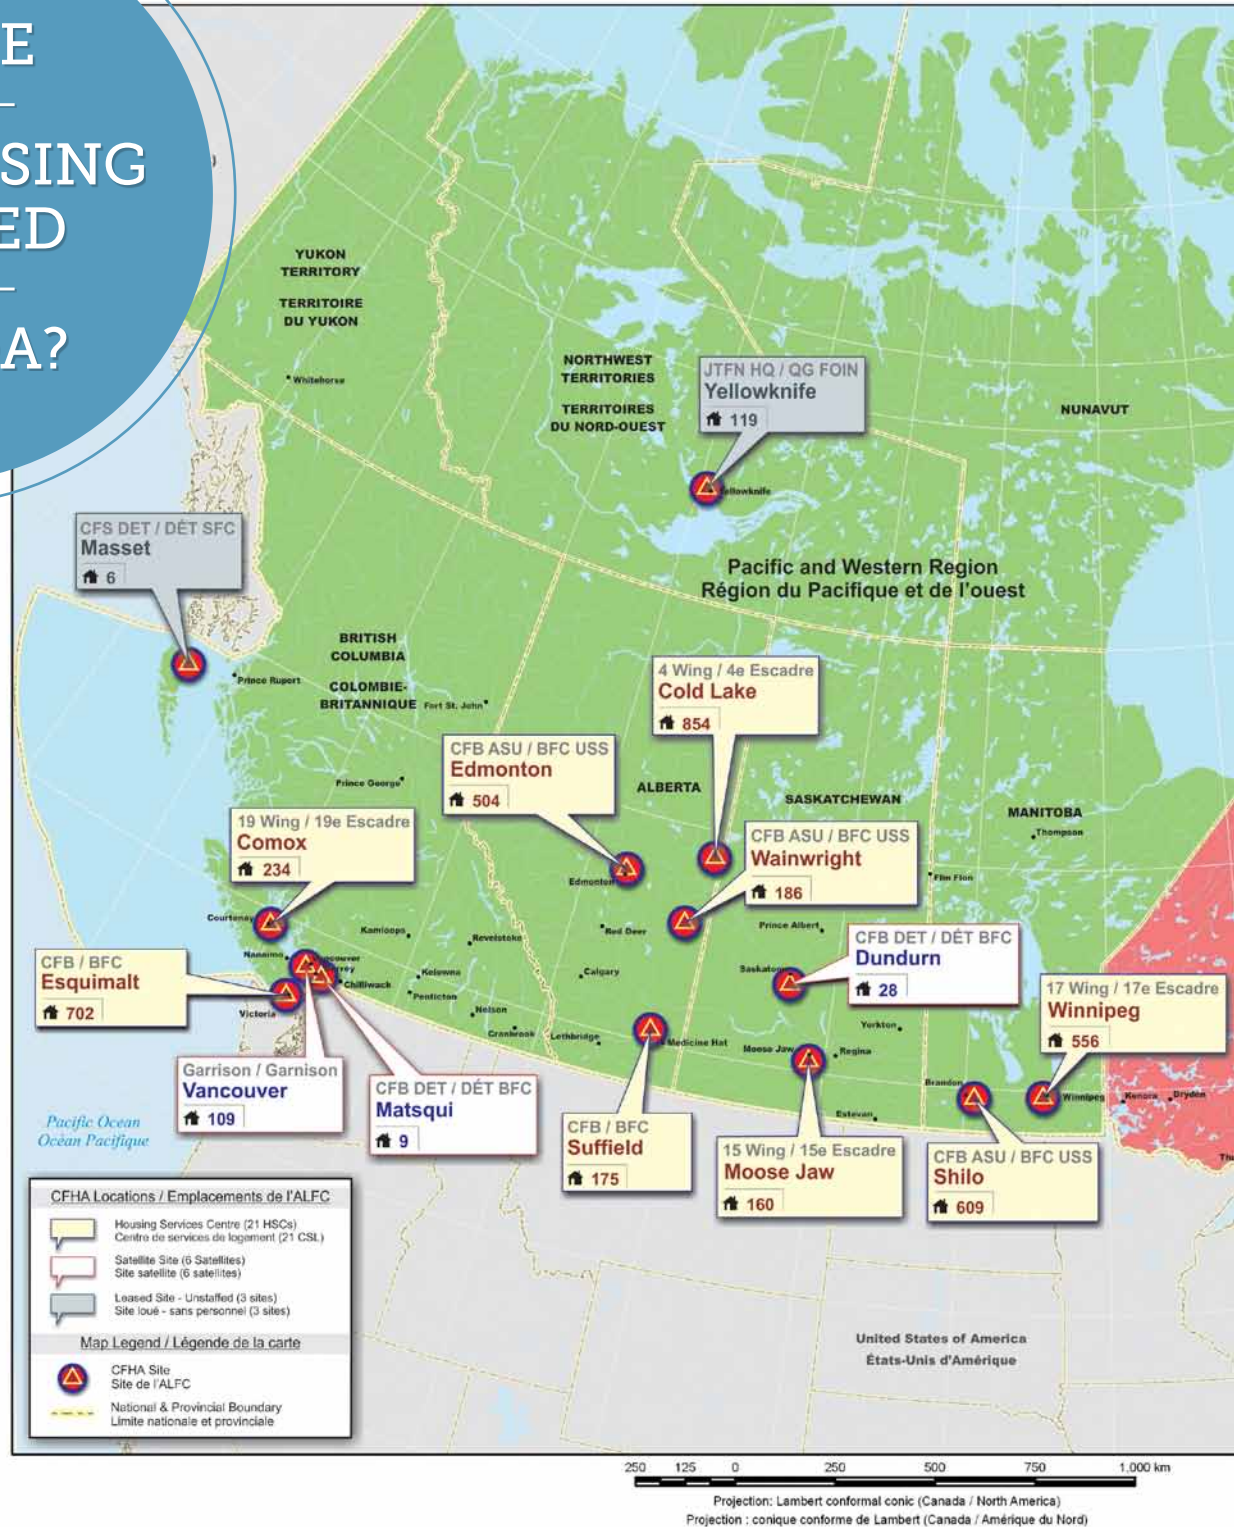 E
SING
ED
A?
YUKON
TERRITORY
TERRITOIRE
DU YUKON
Whitehorse
NORTHWEST
TERRITORIES
TERRITOIRES
DU NORD-OUEST
JTFN HQ / QG FOIN
Yellowknife
119
NUNAVUT
Yellowknife
CFS DET / DÉT SFC
Masset
6
Pacific and Western Region
Région du Pacifique et de l'ouest
BRITISH
COLUMBIA
COLOMBIE-
BRITANNIQUE
Prince Rupert
Fort St. John
4 Wing / 4e Escadre
Cold Lake
854
CFB ASU / BFC USS
Edmonton
504
Prince George
ALBERTA
SASKATCHEWAN
MANITOBA
Thompson
19 Wing / 19e Escadre
Comox
234
CFB ASU / BFC USS
Wainwright
186
Edmonton
Flin Flon
Courtenay
Kamloops
Revelstoke
Red Deer
Prince Albert
CFB DET / DÉT BFC
Dundurn
28
CFB / BFC
Esquimalt
702
Nanaimo
Chilliwack
Kelowna
Penticton
Calgary
Saskatoon
17 Wing / 17e Escadre
Winnipeg
556
Victoria
Nelson
Cranbrook
Lethbridge
Medicine Hat
Moose Jaw
Regina
Yorkton
Garrison / Garnison
Vancouver
109
CFB DET / DÉT BFC
Matsqui
9
Brandon
Winnipeg
Kenora
Dryden
Estevan
Pacific Ocean
Océan Pacifique
CFB / BFC
Suffield
175
15 Wing / 15e Escadre
Moose Jaw
160
CFB ASU / BFC USS
Shilo
609
CFHA Locations / Emplacements de l'ALFC
Housing Services Centre (21 HSCs)
Centre de services de logement (21 CSL)
Satellite Site (6 Satellites)
Site satellite (6 satellites)
Leased Site - Unstaffed (3 sites)
Site loué - sans personnel (3 sites)
Map Legend / Légende de la carte
CFHA Site
Site de l'ALFC
National & Provincial Boundary
Limite nationale et provinciale
United States of America
États-Unis d'Amérique
250 125 0 250 500 750 1,000 km
Projection: Lambert conformal conic (Canada / North America)
Projection : conique conforme de Lambert (Canada / Amérique du Nord)